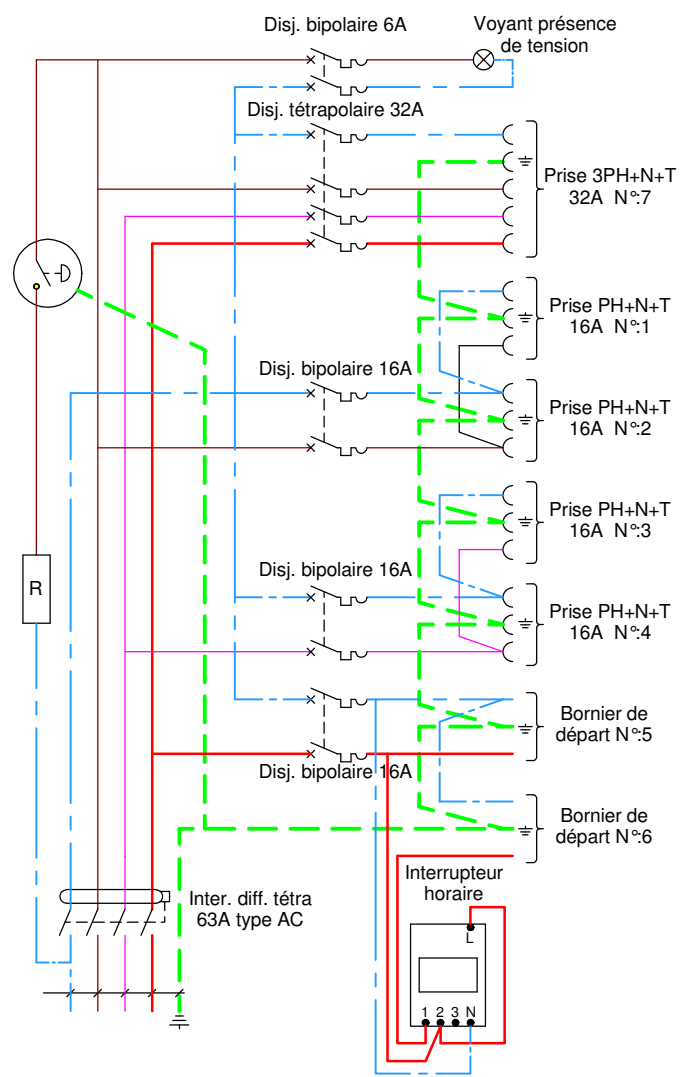 Disj. bipolaire 6A
Voyant présence
de tension
Disj. tétrapolaire 32A
Prise 3PH+N+T
32A N°:7
Prise PH+N+T
16A N°:1
Disj. bipolaire 16A
Prise PH+N+T
16A N°:2
Prise PH+N+T
16A N°:3
R
Disj. bipolaire 16A
Prise PH+N+T
16A N°:4
Bornier de
départ N°:5
Disj. bipolaire 16A
Bornier de
départ N°:6
Inter. diff. tétra
63A type AC
Interrupteur
horaire
L
1 2 3 N